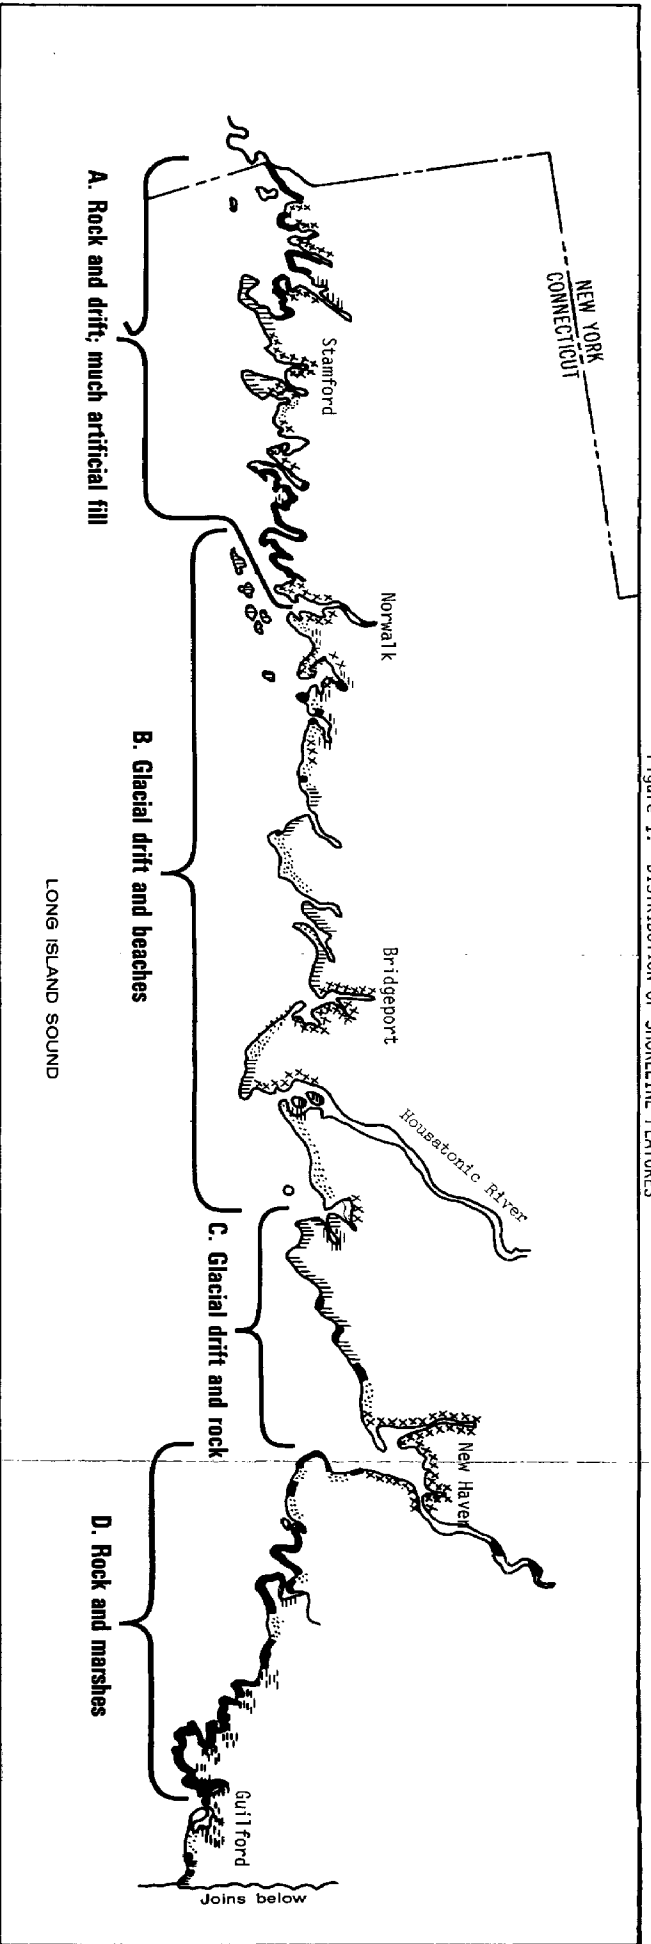 NEW YORK
CONNECTICUT
Stamford
Norwalk
Bridgeport
Housatonic River
New Haven
Guilford
A. Rock and drift; much artificial fill
B. Glacial drift and beaches
C. Glacial drift and rock
D. Rock and marshes
LONG ISLAND SOUND
Joins below